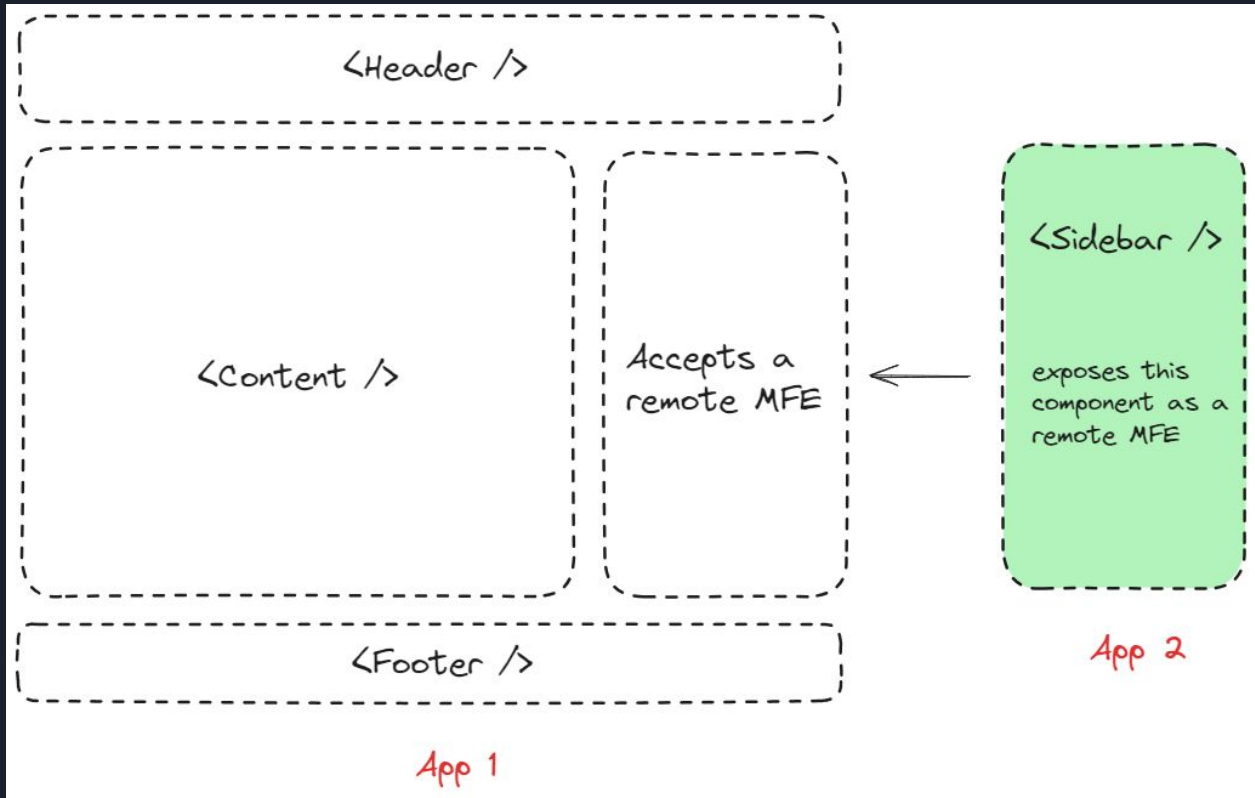 <Header />
<Content />
Accepts a
remote MFE
<Sidebar />
exposes this
component as a
remote MFE
<Footer />
App 2
App 1